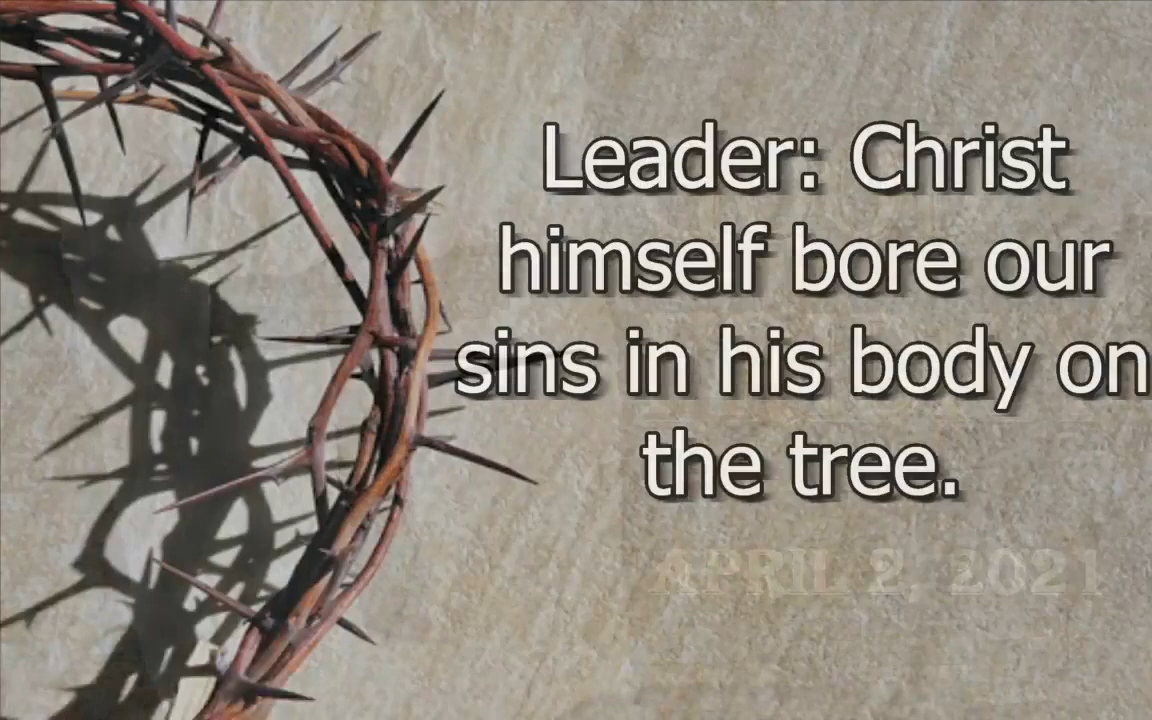 Leader: Christ
himself bore our
sins in his body on
the tree.
APRIL 2, 2021